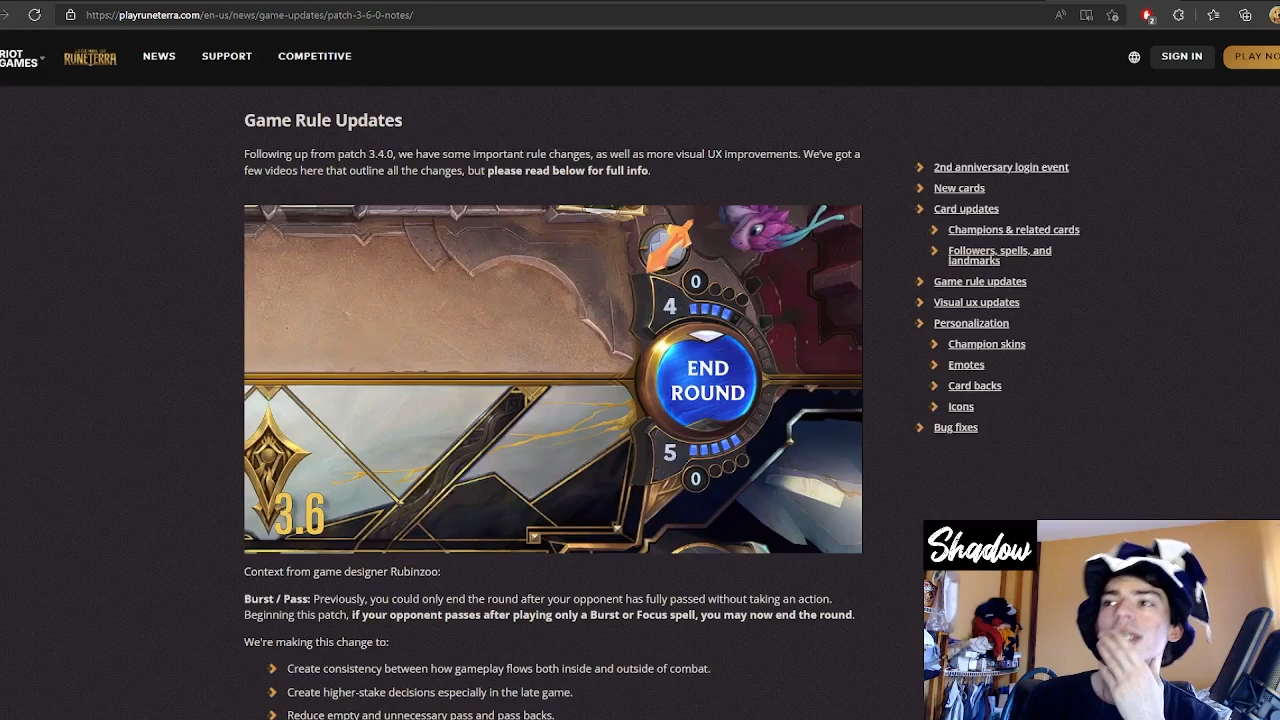 https://playruneterra.com/en-us/news/game-updates/patch-3-6-0-notes/
2
RIOT
GAMES
LEGENDS OF
RUNETERRA
NEWS
SUPPORT
COMPETITIVE
SIGN IN
PLAY NO
Game Rule Updates
Following up from patch 3.4.0, we have some important rule changes, as well as more visual UX improvements. We've got a
few videos here that outline all the changes, but please read below for full info.
0
4
END
ROUND
5
0
3.6
Context from game designer Rubinzoo:
Burst / Pass: Previously, you could only end the round after your opponent has fully passed without taking an action.
Beginning this patch, if your opponent passes after playing only a Burst or Focus spell, you may now end the round.
We're making this change to:
Create consistency between how gameplay flows both inside and outside of combat.
Create higher-stake decisions especially in the late game.
Reduce empty and unnecessary pass and pass backs.
2nd anniversary login event
New cards
Card updates
Champions & related cards
Followers, spells, and
landmarks
Game rule updates
Visual ux updates
Personalization
Champion skins
Emotes
Card backs
Icons
Bug fixes
Shadow